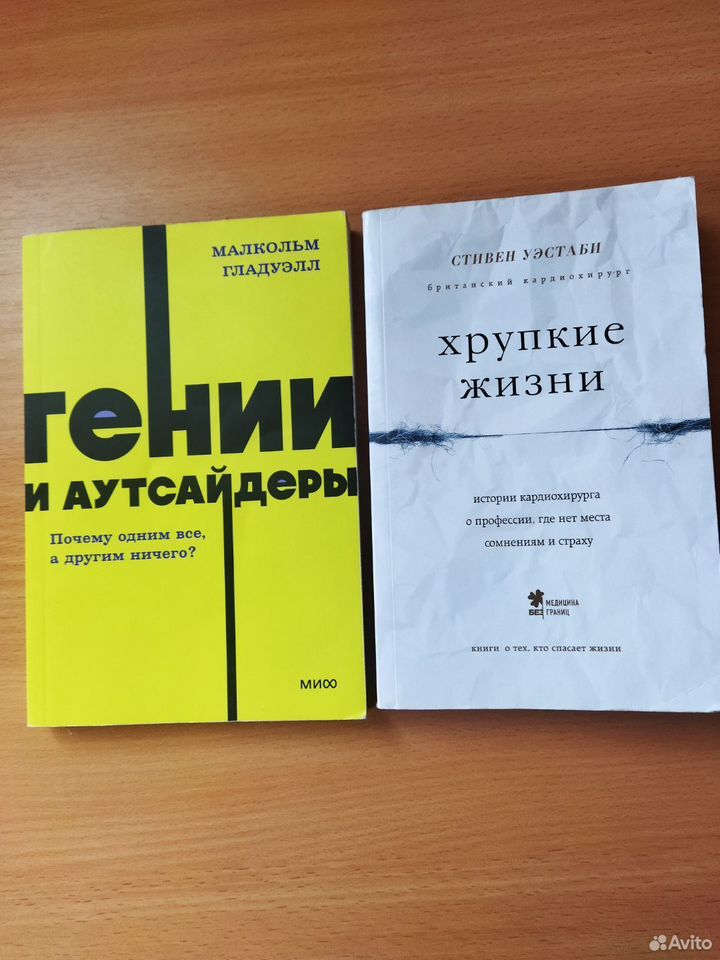 МАЛКОЛЬМ
ГЛАДУЭЛЛ
ГЕНИИ
И АУТСАЙДЕРЫ
Почему одним все,
а другим ничего?
МИФ
СТИВЕН УЭСТАБИ
британский кардиохирург
хрупкие
жизни
истории кардиохирурга
о профессии, где нет места
сомнениям и страху
МЕДИЦИНА
БЕЗ ГРАНИЦ
книги о тех, кто спасает жизни
Avito